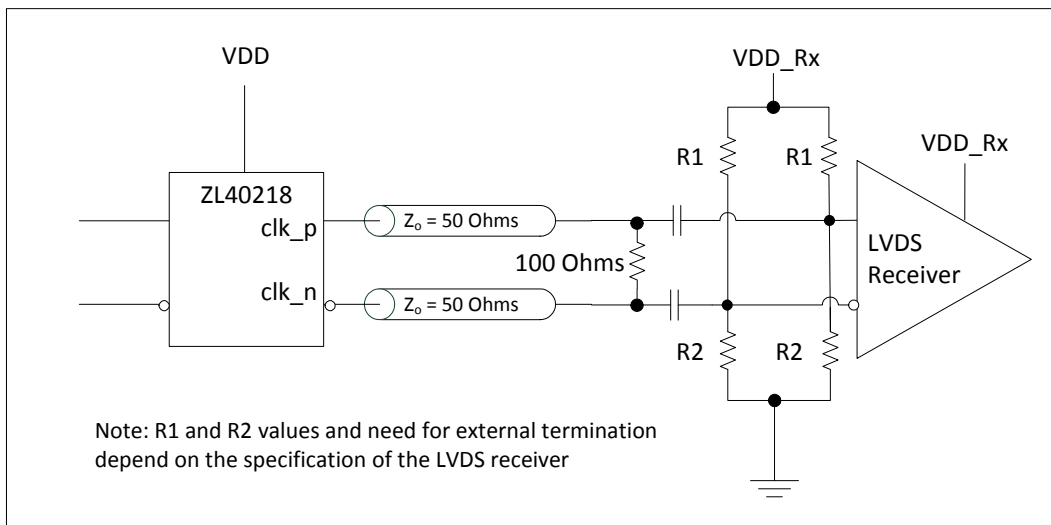 VDD
VDD_Rx
R1
R1
VDD_Rx
ZL40218
clk_p
Zo = 50 Ohms
100 Ohms
LVDS
Receiver
clk_n
Zo = 50 Ohms
R2
R2
Note: R1 and R2 values and need for external termination
depend on the specification of the LVDS receiver